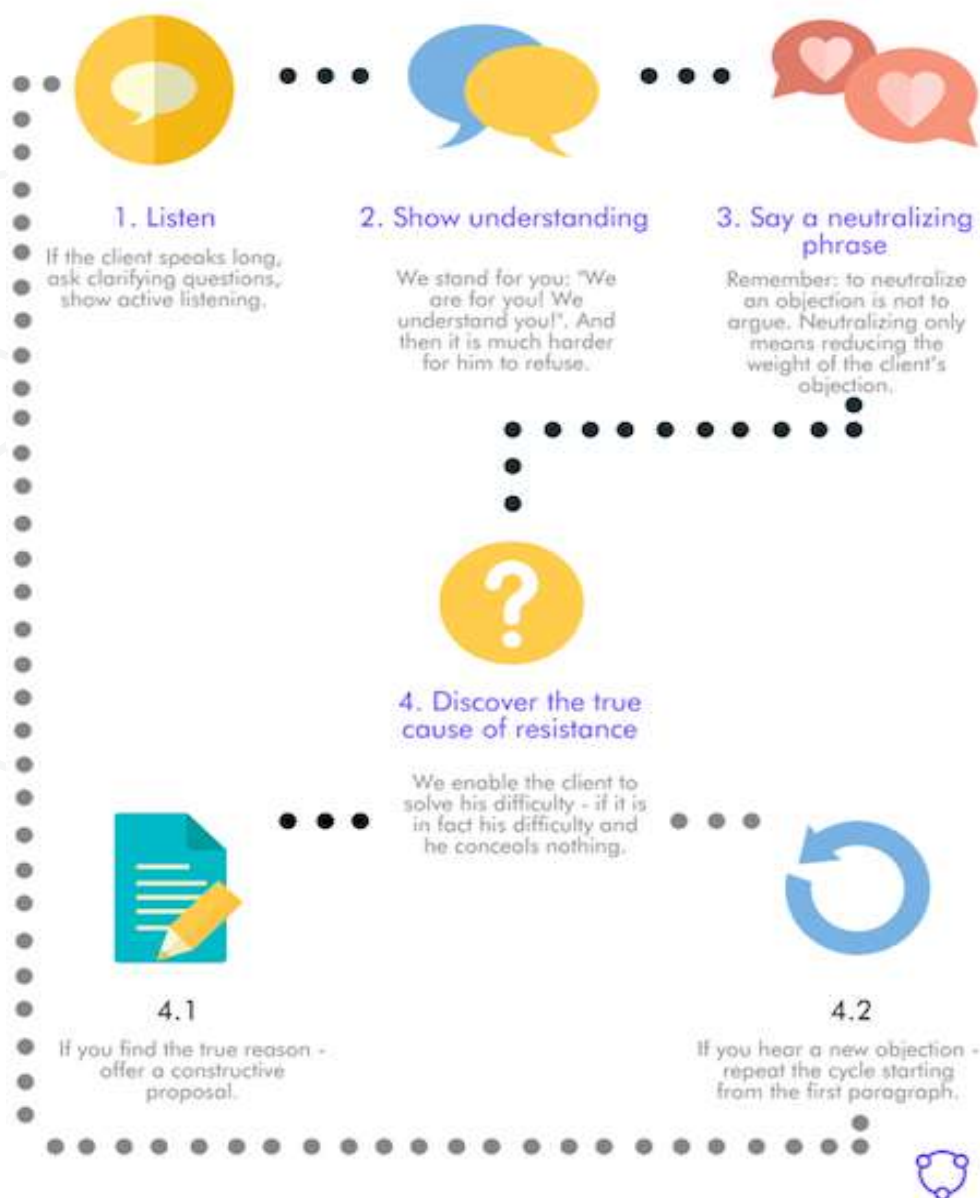 1. Listen
If the client speaks long,
ask clarifying questions,
show active listening.
2. Show understanding
We stand for you: "We
are for you! We
understand you!". And
then it is much harder
for him to refuse.
3. Say a neutralizing
phrase
Remember: to neutralize
an objection is not to
argue. Neutralizing only
means reducing the
weight of the client's
objection.
?
4. Discover the true
cause of resistance
We enable the client to
solve his difficulty - if it is
in fact his difficulty and
he conceals nothing.
4.1
If you find the true reason -
offer a constructive
proposal.
4.2
If you hear a new objection -
repeat the cycle starting
from the first paragraph.